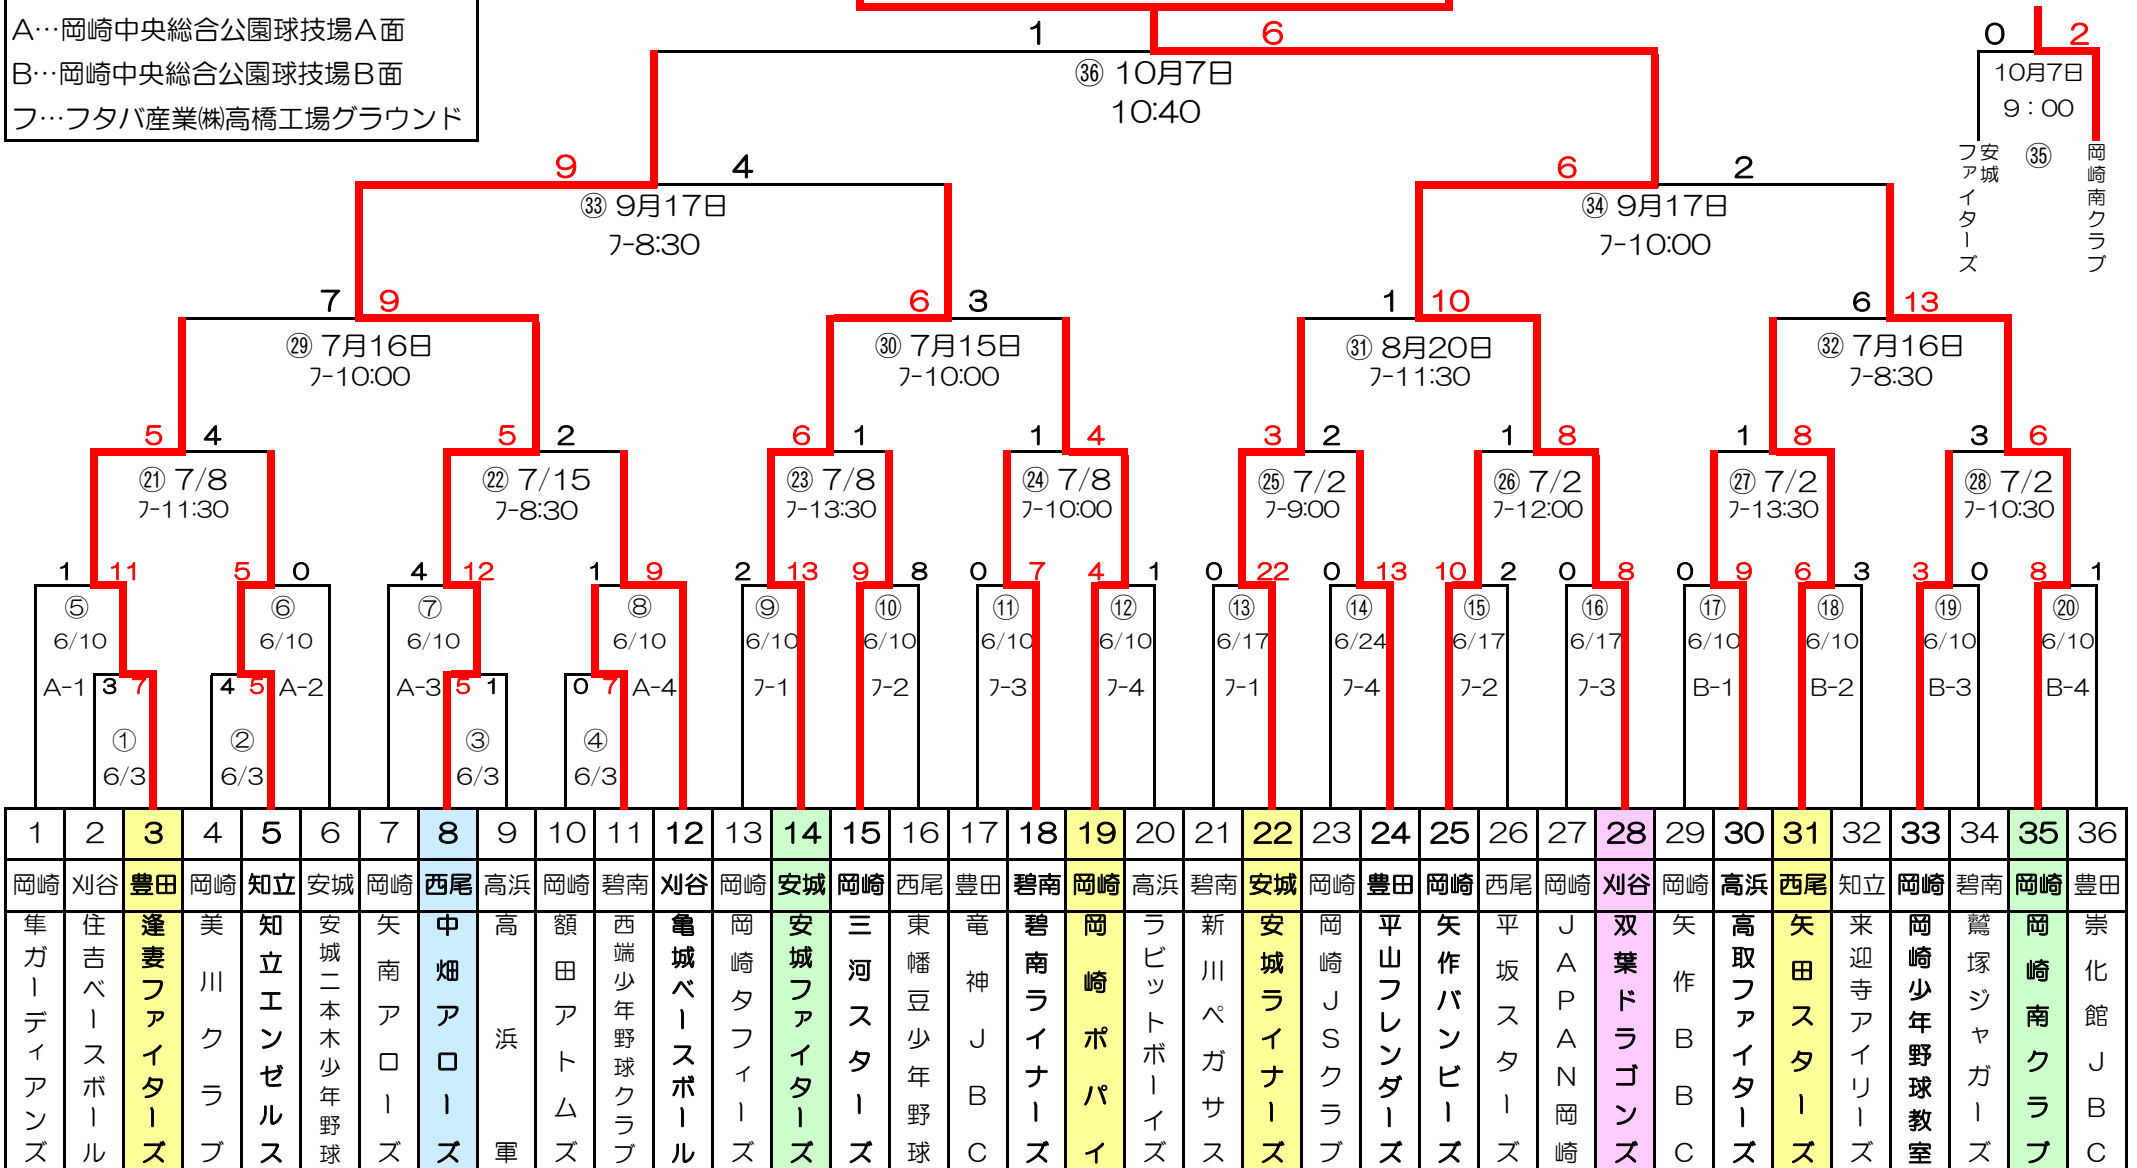 A…岡崎中央総合公園球技場A面
B…岡崎中央総合公園球技場B面
フ…フタバ産業㈱高橋工場グラウンド
1 6
㊱ 10月7日
10:40
0 2
10月7日
9：00
㉟
安城ファイターズ
岡崎南クラブ
9 4
㉝ 9月17日
フ-8:30
6 2
㉞ 9月17日
フ-10:00
7 9
㉙ 7月16日
フ-10:00
6 3
㉚ 7月15日
フ-10:00
1 10
㉛ 8月20日
フ-11:30
6 13
㉜ 7月16日
フ-8:30
5 4
㉑ 7/8
フ-11:30
5 2
㉒ 7/15
フ-8:30
6 1
㉓ 7/8
フ-13:30
1 4
㉔ 7/8
フ-10:00
3 2
㉕ 7/2
フ-9:00
1 8
㉖ 7/2
フ-12:00
1 8
㉗ 7/2
フ-13:30
3 6
㉘ 7/2
フ-10:30
1 11
⑤
6/10
A-1
5 0
⑥
6/10
A-2
4 12
⑦
6/10
A-3
1 9
⑧
6/10
A-4
2 13
⑨
6/10
フ-1
9 8
⑩
6/10
フ-2
0 7
⑪
6/10
フ-3
4 1
⑫
6/10
フ-4
0 22
⑬
6/17
フ-1
0 13
⑭
6/24
フ-4
10 2
⑮
6/17
フ-2
0 8
⑯
6/17
フ-3
0 9
⑰
6/10
B-1
6 3
⑱
6/10
B-2
3 0
⑲
6/10
B-3
8 1
⑳
6/10
B-4
3 7
①
6/3
4 5
②
6/3
5 1
③
6/3
0 7
④
6/3
1 2 3 4 5 6 7 8 9 10 11 12 13 14 15 16 17 18 19 20 21 22 23 24 25 26 27 28 29 30 31 32 33 34 35 36
岡崎 刈谷 豊田 岡崎 知立 安城 岡崎 西尾 高浜 岡崎 碧南 刈谷 岡崎 安城 岡崎 西尾 豊田 碧南 岡崎 高浜 碧南 安城 岡崎 豊田 岡崎 西尾 岡崎 刈谷 岡崎 高浜 西尾 知立 岡崎 碧南 岡崎 豊田
隼ガーディアンズ
住吉ベースボール
逢妻ファイターズ
美川クラブ
知立エンゼルス
安城二本木少年野球
矢南アローズ
中畑アローズ
高浜軍
額田アトムズ
西端少年野球クラブ
亀城ベースボール
岡崎タフィーズ
安城ファイターズ
三河スターズ
東幡豆少年野球
竜神JBC
碧南ライナーズ
岡崎ポパイ
ラビットボーイズ
新川ペガサス
安城ライナーズ
岡崎JSクラブ
平山フレンダーズ
矢作バンビーズ
平坂スターズ
JAPAN岡崎
双葉ドラゴンズ
矢作BBC
高取ファイターズ
矢田スターズ
来迎寺アイリーズ
岡崎少年野球教室
鷲塚ジャガーズ
岡崎南クラブ
崇化館JBC